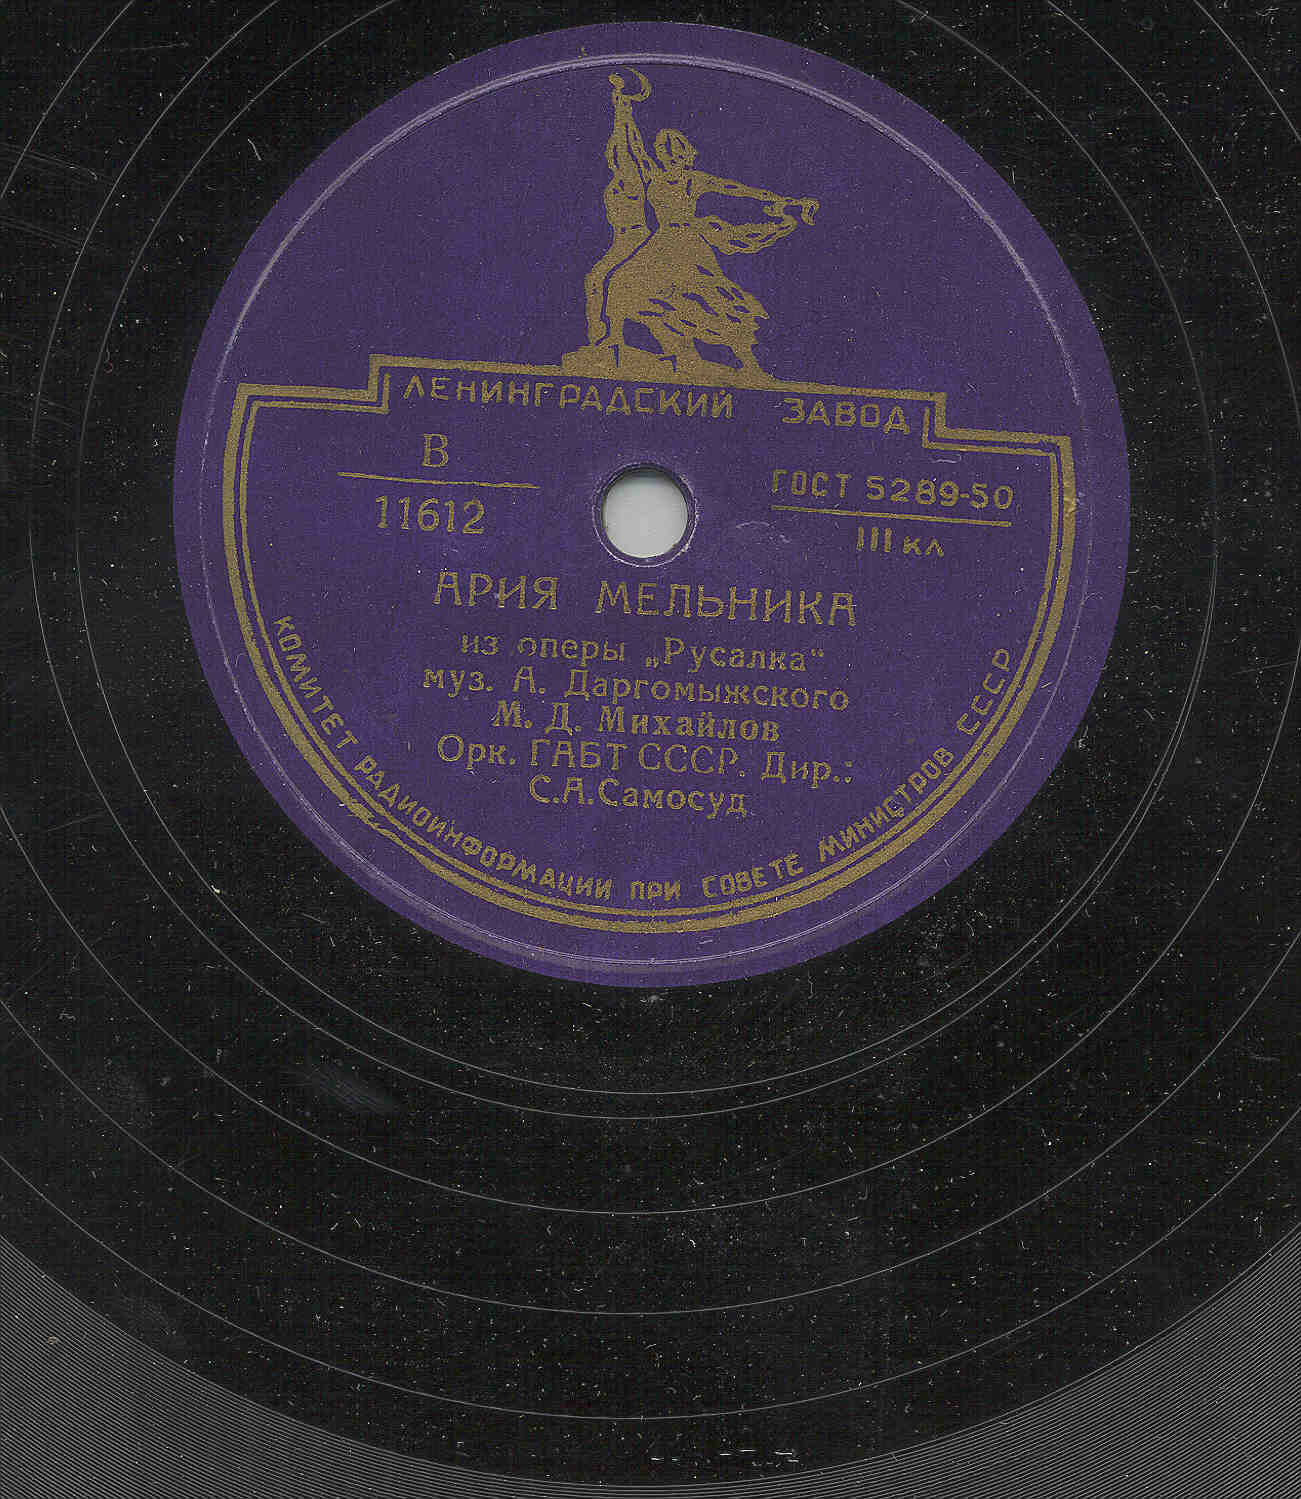 ЛЕНИНГРАДСКИЙ ЗАВОД
В
11612
ГОСТ 5289-50
III КЛ
АРИЯ МЕЛЬНИКА
из оперы „Русалка“
муз. А. Даргомыжского
М. Д. Михайлов
Орк. ГАБТ СССР. Дир.:
С.А.Самосуд
КОМИТЕТ РАДИОИНФОРМАЦИИ ПРИ СОВЕТЕ МИНИСТРОВ СССР